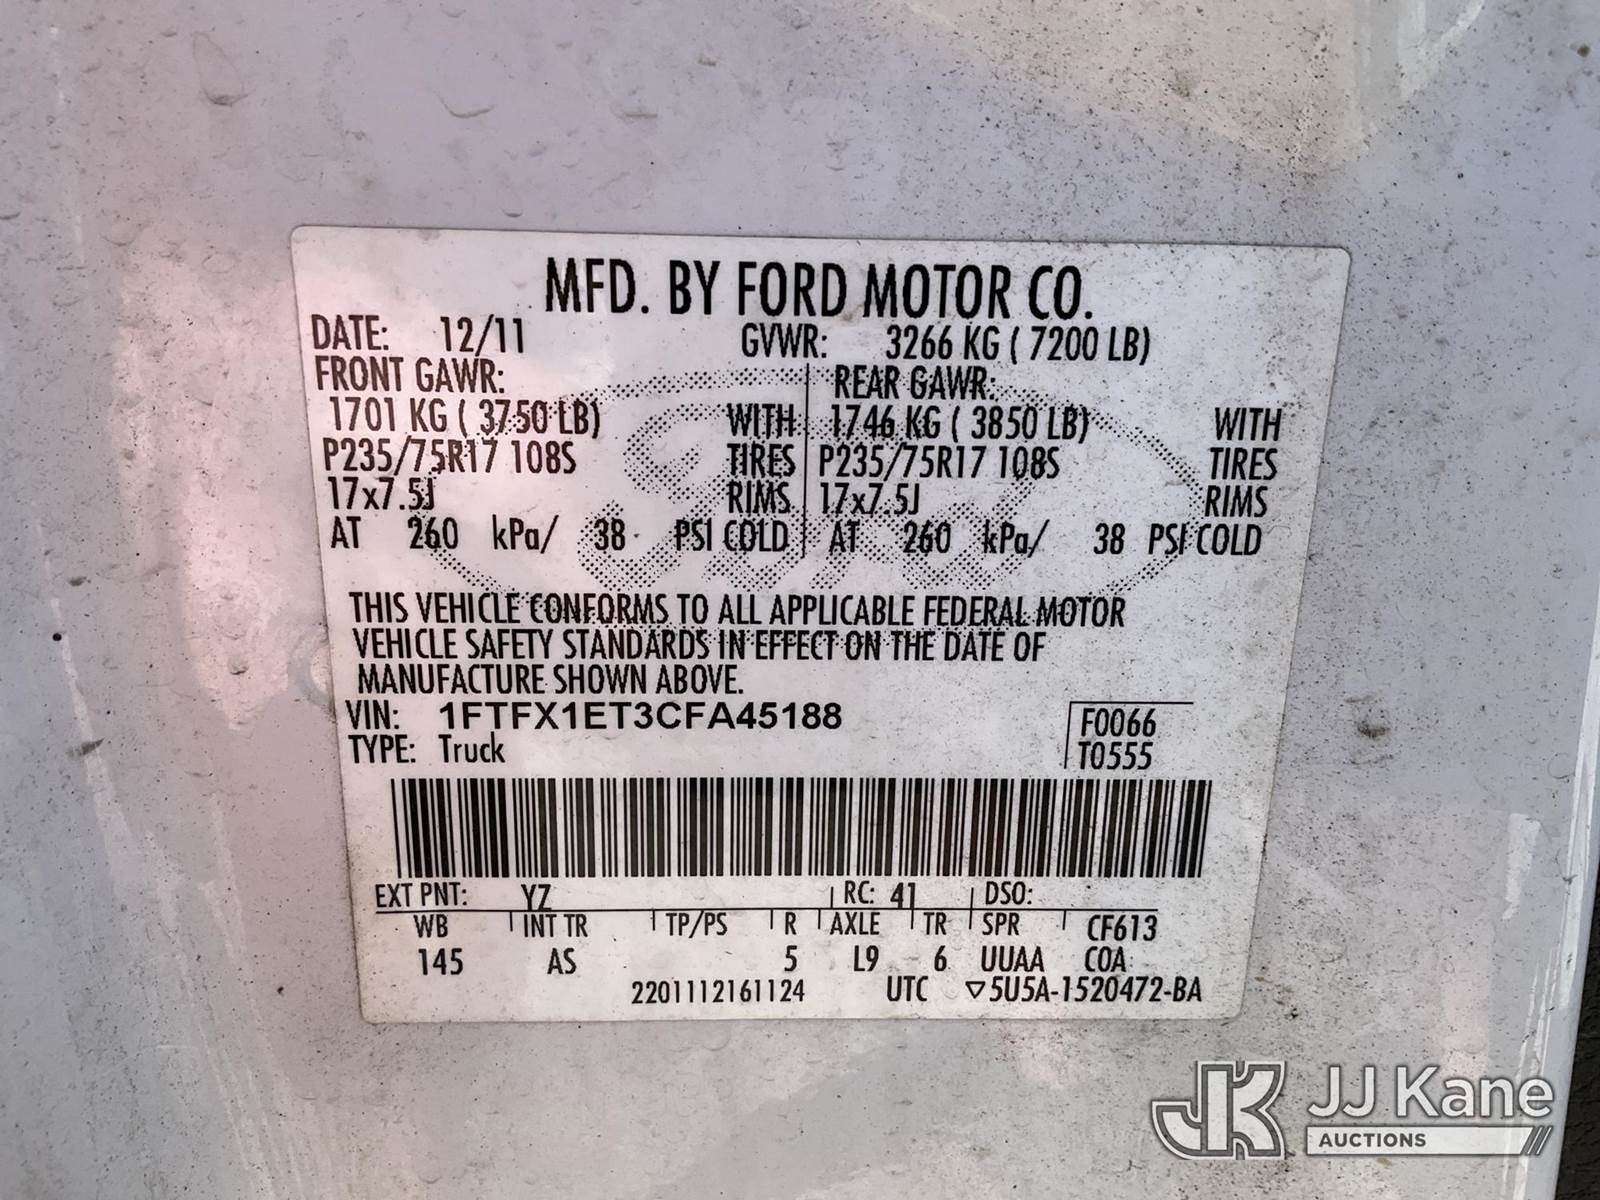 MFD. BY FORD MOTOR CO.
DATE: 12/11 GVWR: 3266 KG ( 7200 LB)
FRONT GAWR: REAR GAWR:
1701 KG ( 3750 LB) WITH 1746 KG ( 3850 LB) WITH
P235/75R17 108S TIRES P235/75R17 108S TIRES
17x7.5J RIMS 17x7.5J RIMS
AT 260 kPa/ 38 PSI COLD AT 260 kPa/ 38 PSI COLD
Ford
THIS VEHICLE CONFORMS TO ALL APPLICABLE FEDERAL MOTOR
VEHICLE SAFETY STANDARDS IN EFFECT ON THE DATE OF
MANUFACTURE SHOWN ABOVE.
VIN: 1FTFX1ET3CFA45188 F0066
TYPE: Truck T0555
EXT PNT: YZ RC: 41 DSO:
WB INT TR TP/PS R AXLE TR SPR CF613
145 AS 5 L9 6 UUAA COA
2201112161124 UTC ▽5U5A-1520472-BA
JK JJ Kane
AUCTIONS